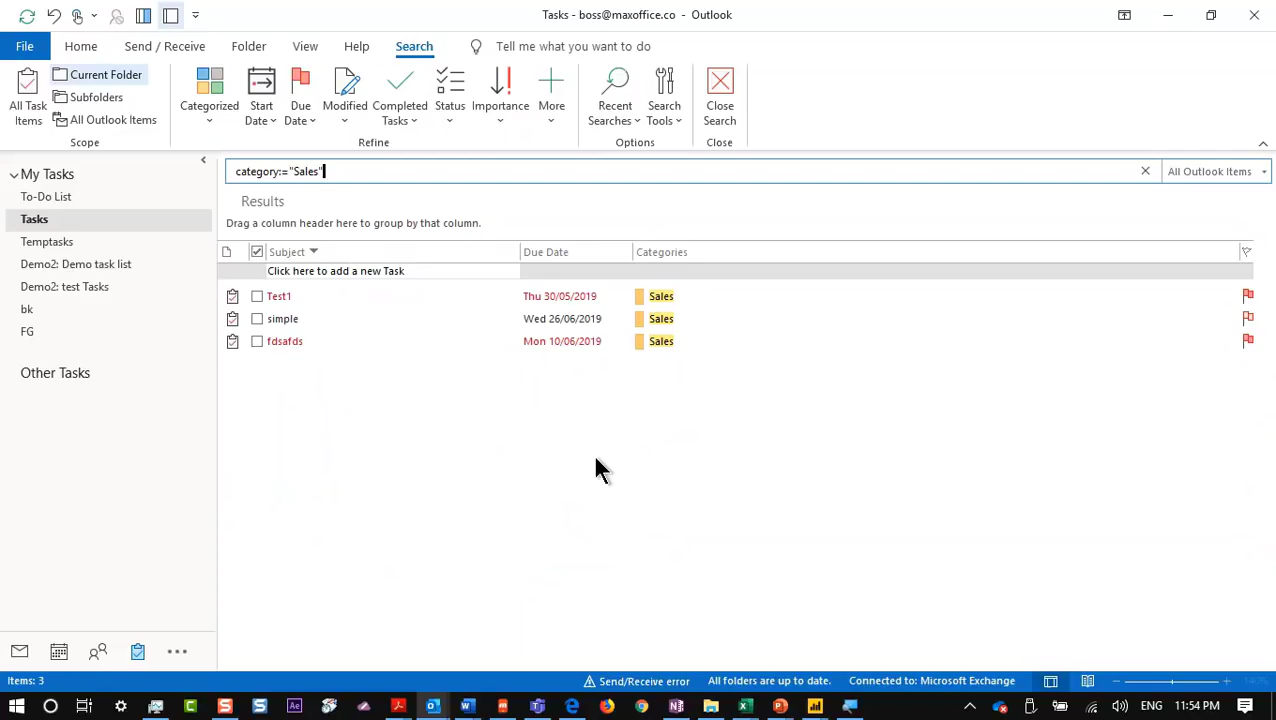 Tasks - boss@maxoffice.co - Outlook
File Home Send / Receive Folder View Help Search Tell me what you want to do
All Task Items
Current Folder
Subfolders
All Outlook Items
Scope
Categorized
Start Date
Due Date
Modified
Completed Tasks
Status
Importance
More
Refine
Recent Searches
Search Tools
Options
Close Search
Close
My Tasks
To-Do List
Tasks
Temptasks
Demo2: Demo task list
Demo2: test Tasks
bk
FG
Other Tasks
category:="Sales" All Outlook Items
Results
Drag a column header here to group by that column.
Subject Due Date Categories
Click here to add a new Task
Test1 Thu 30/05/2019 Sales
simple Wed 26/06/2019 Sales
fdsafds Mon 10/06/2019 Sales
Items: 3 Send/Receive error All folders are up to date. Connected to: Microsoft Exchange
ENG 11:54 PM